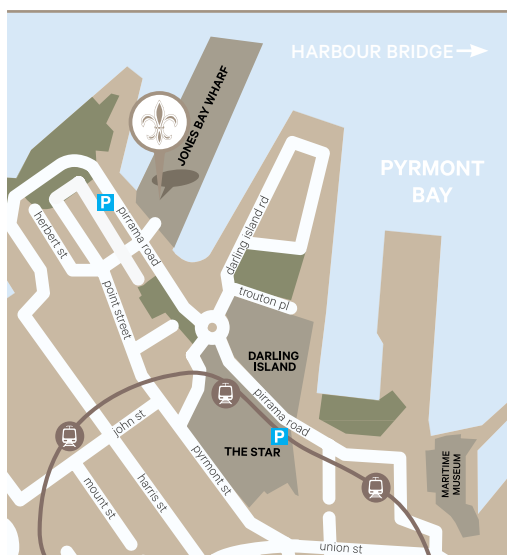 HARBOUR BRIDGE
JONES BAY WHARF
PYRMONT
BAY
P
pirrama road
herbert st
darling island rd
point street
trouton pl
DARLING
ISLAND
pirrama road
P
john st
THE STAR
pyrmont st
harris st
mount st
MARITIME
MUSEUM
union st